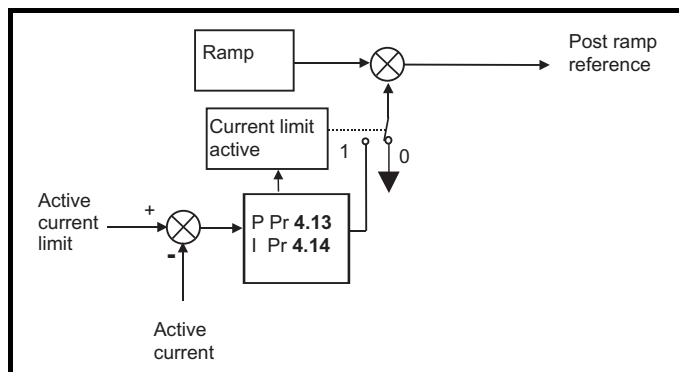 Ramp
Post ramp
reference
Current limit
active
1
0
Active
current
limit
+
-
P Pr 4.13
I Pr 4.14
Active
current